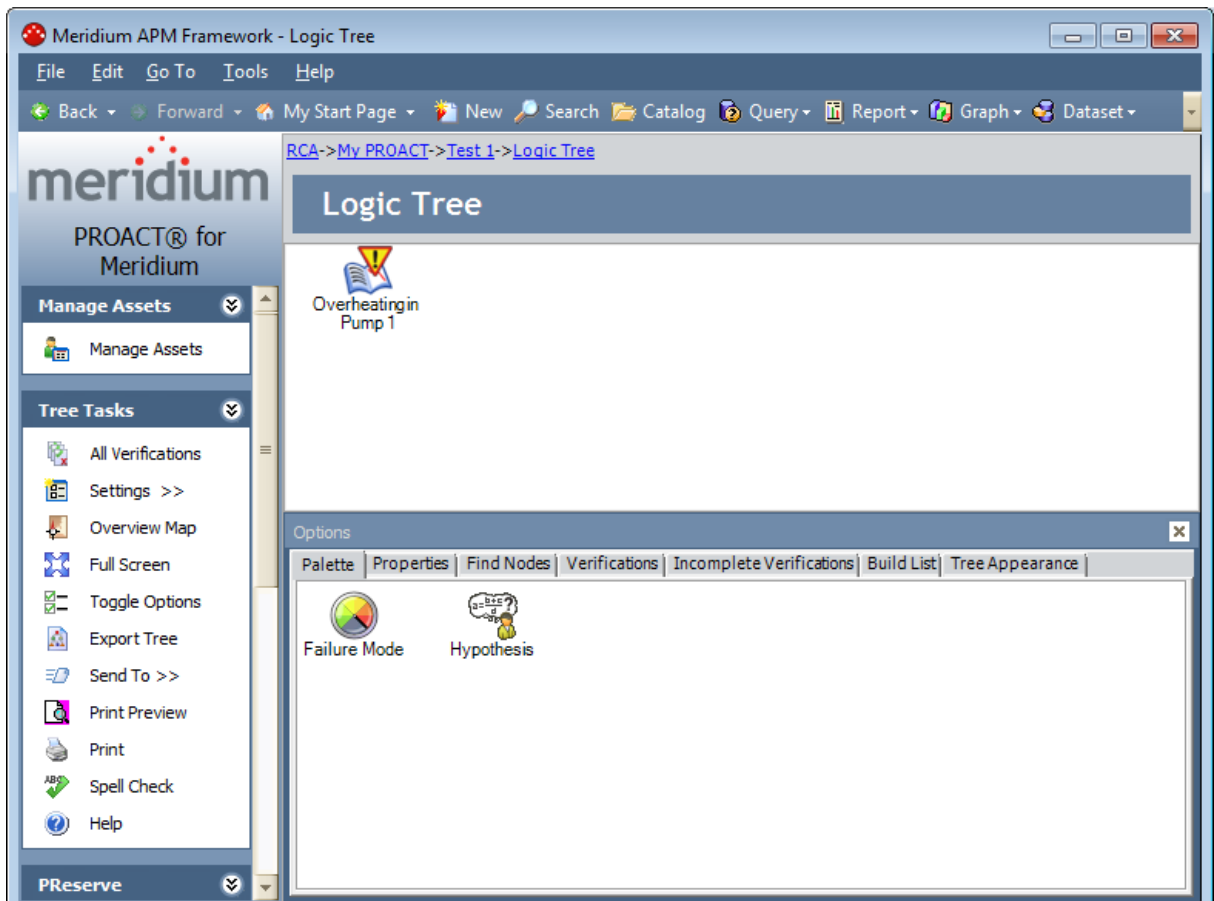 Meridium APM Framework - Logic Tree
File Edit Go To Tools Help
Back Forward My Start Page New Search Catalog Query Report Graph Dataset
meridium
PROACT® for
Meridium
Manage Assets
Manage Assets
Tree Tasks
All Verifications
Settings >>
Overview Map
Full Screen
Toggle Options
Export Tree
Send To >>
Print Preview
Print
Spell Check
Help
PReserve
RCA->My PROACT->Test 1->Logic Tree
Logic Tree
Overheating in
Pump 1
Options
Palette Properties Find Nodes Verifications Incomplete Verifications Build List Tree Appearance
Failure Mode Hypothesis